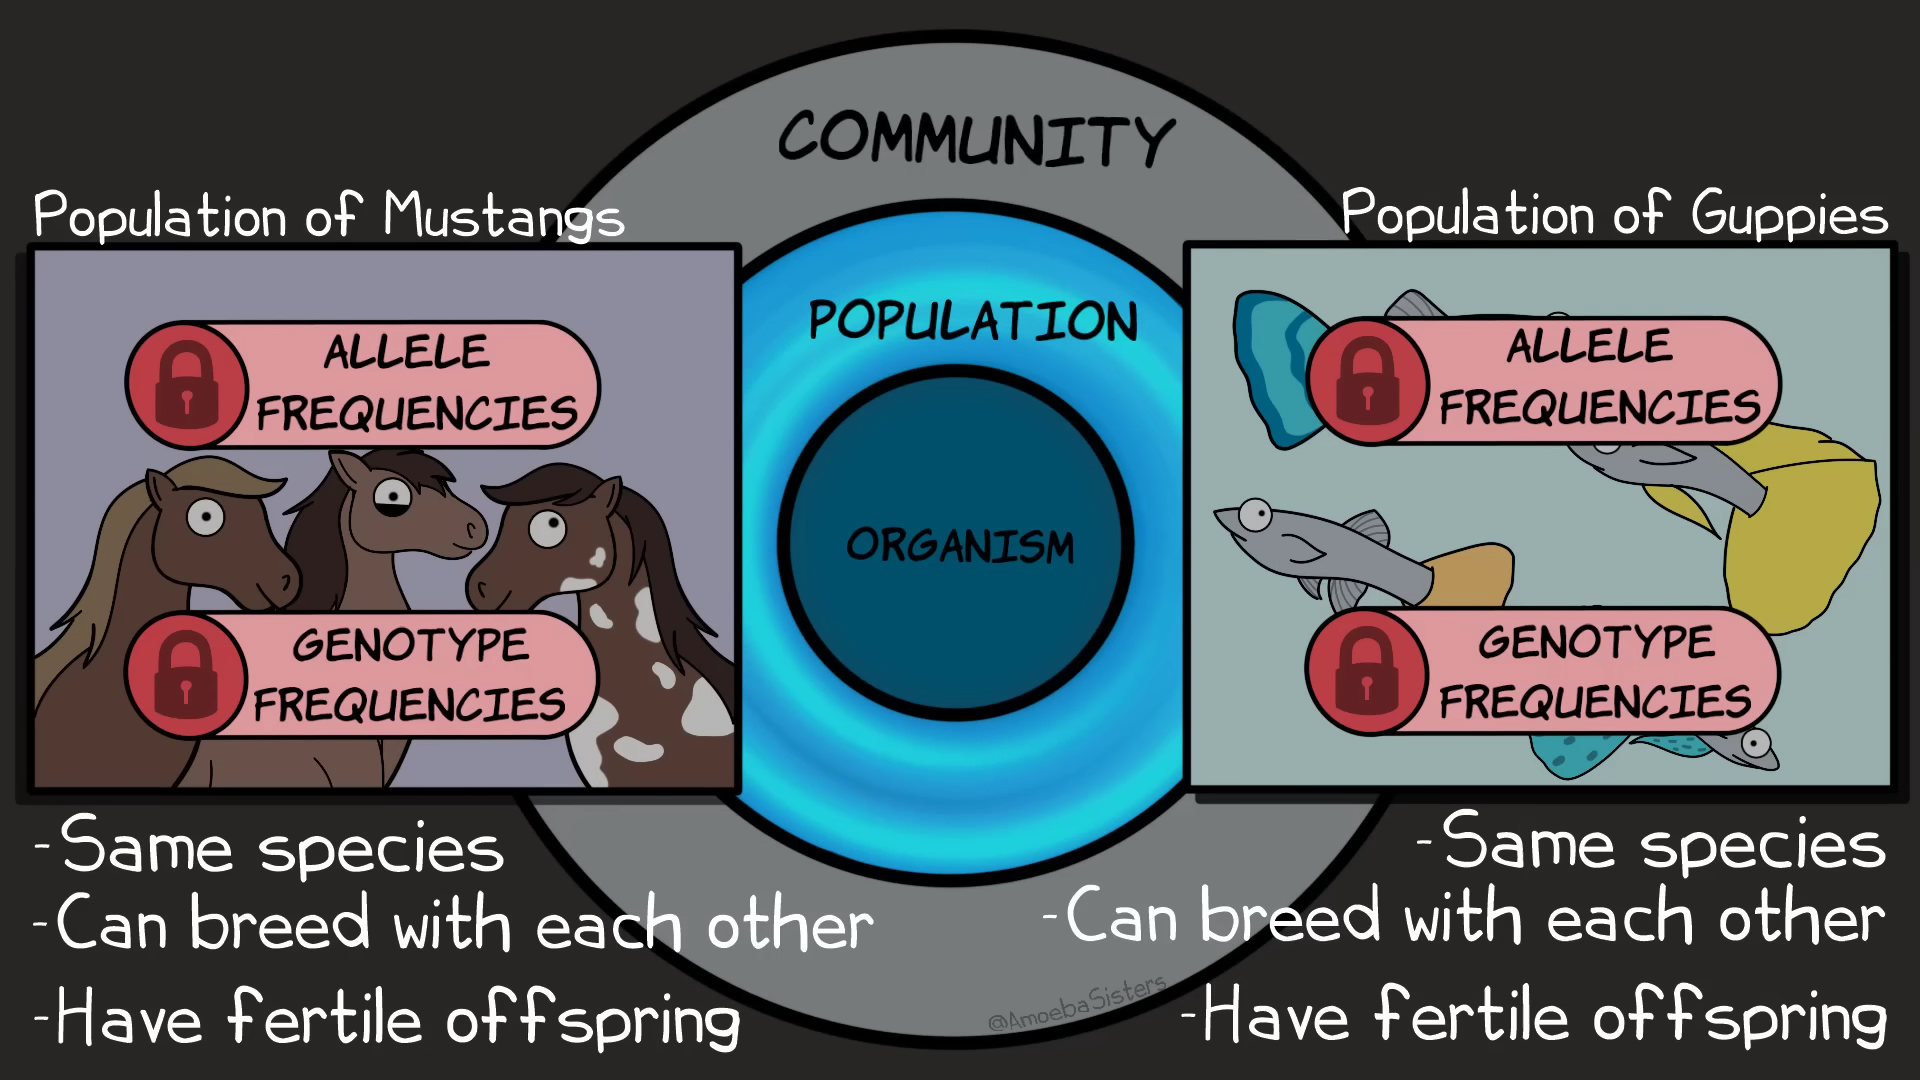 COMMUNITY
Population of Mustangs
Population of Guppies
POPULATION
ALLELE
FREQUENCIES
ALLELE
FREQUENCIES
ORGANISM
GENOTYPE
FREQUENCIES
GENOTYPE
FREQUENCIES
-Same species
-Can breed with each other
-Have fertile offspring
-Same species
-Can breed with each other
-Have fertile offspring
@AmoebaSisters